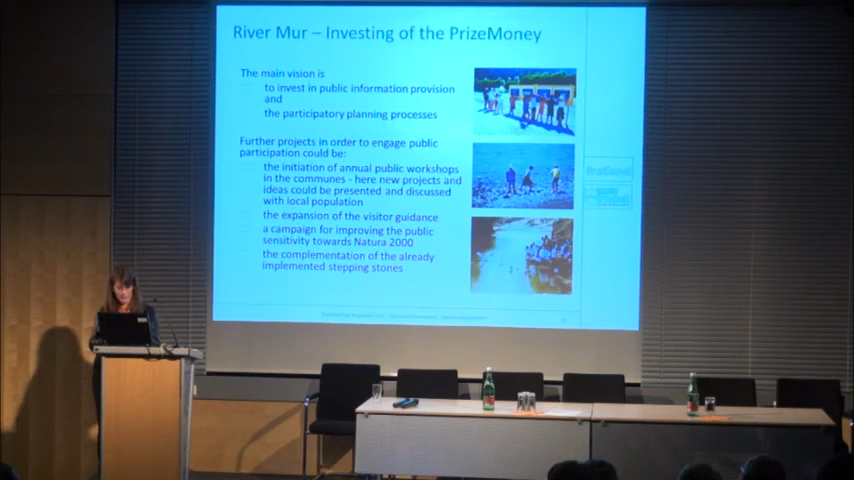 River Mur – Investing of the PrizeMoney
The main vision is
to invest in public information provision
and
the participatory planning processes
Further projects in order to engage public
participation could be:
the initiation of annual public workshops
in the communes - here new projects and
ideas could be presented and discussed
with local population
the expansion of the visitor guidance
a campaign for improving the public
sensitivity towards Natura 2000
the complementation of the already
implemented stepping stones